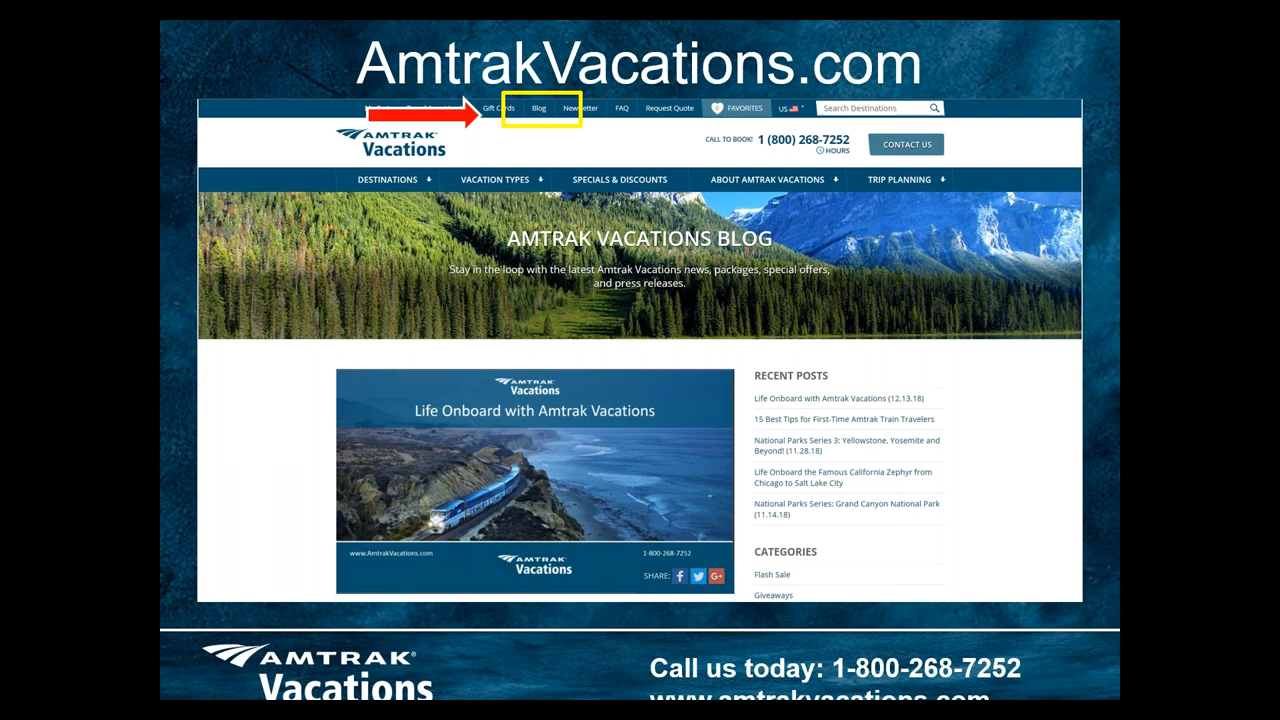 AmtrakVacations.com
Gift Cards Blog Newsletter FAQ Request Quote 0 FAVORITES US Search Destinations
AMTRAK®
Vacations
CALL TO BOOK! 1 (800) 268-7252
HOURS
CONTACT US
DESTINATIONS VACATION TYPES SPECIALS & DISCOUNTS ABOUT AMTRAK VACATIONS TRIP PLANNING
AMTRAK VACATIONS BLOG
Stay in the loop with the latest Amtrak Vacations news, packages, special offers,
and press releases.
AMTRAK®
Vacations
Life Onboard with Amtrak Vacations
www.AmtrakVacations.com
AMTRAK®
Vacations
1-800-268-7252
SHARE: f G+
RECENT POSTS
Life Onboard with Amtrak Vacations (12.13.18)
15 Best Tips for First-Time Amtrak Train Travelers
National Parks Series 3: Yellowstone, Yosemite and
Beyond! (11.28.18)
Life Onboard the Famous California Zephyr from
Chicago to Salt Lake City
National Parks Series: Grand Canyon National Park
(11.14.18)
CATEGORIES
Flash Sale
Giveaways
AMTRAK®
Vacations
Call us today: 1-800-268-7252
www.amtrakvacations.com